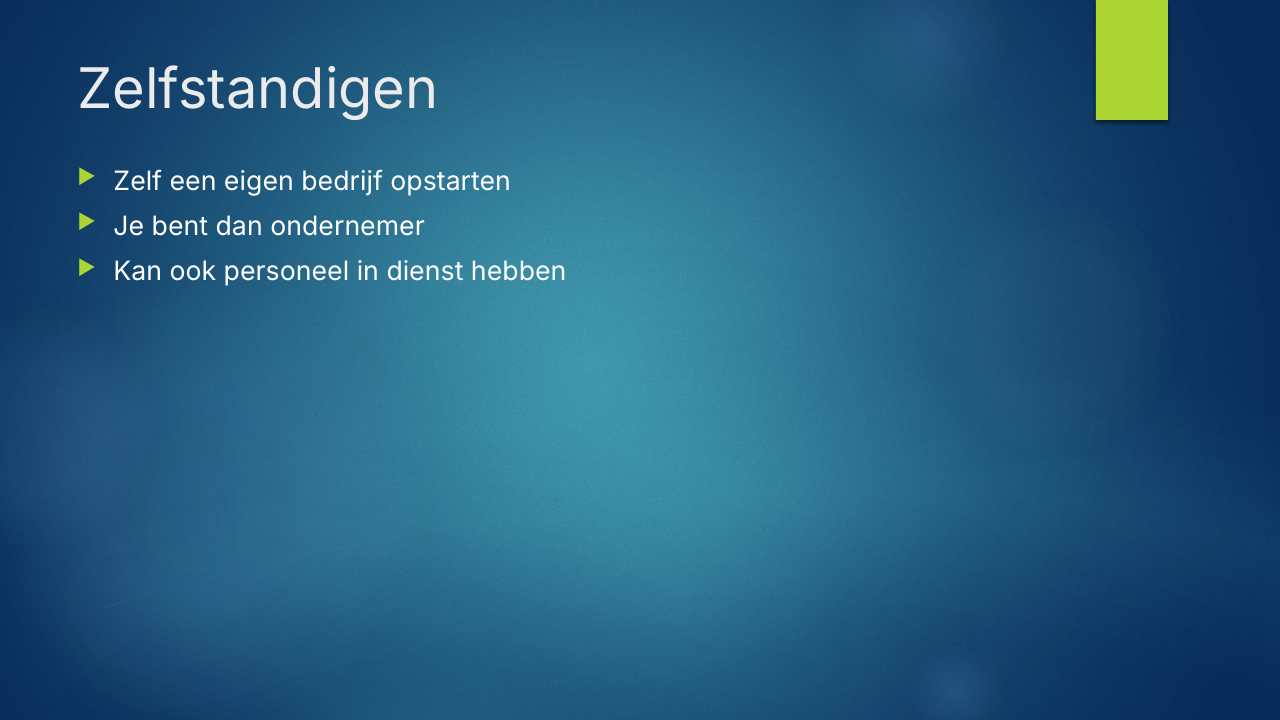 Zelfstandigen
Zelf een eigen bedrijf opstarten
Je bent dan ondernemer
Kan ook personeel in dienst hebben